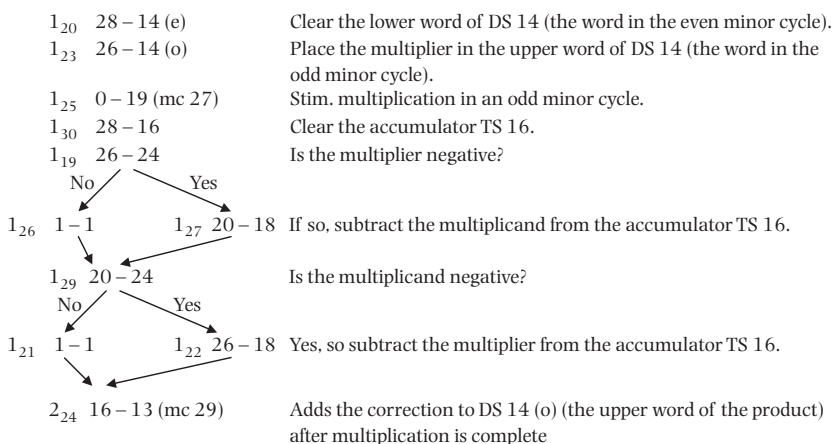 1₂₀ 28 – 14 (e) Clear the lower word of DS 14 (the word in the even minor cycle).
1₂₃ 26 – 14 (o) Place the multiplier in the upper word of DS 14 (the word in the
odd minor cycle).
1₂₅ 0 – 19 (mc 27) Stim. multiplication in an odd minor cycle.
1₃₀ 28 – 16 Clear the accumulator TS 16.
1₁₉ 26 – 24 Is the multiplier negative?
No Yes
1₂₆ 1 – 1 1₂₇ 20 – 18 If so, subtract the multiplicand from the accumulator TS 16.
1₂₉ 20 – 24 Is the multiplicand negative?
No Yes
1₂₁ 1 – 1 1₂₂ 26 – 18 Yes, so subtract the multiplier from the accumulator TS 16.
2₂₄ 16 – 13 (mc 29) Adds the correction to DS 14 (o) (the upper word of the product)
after multiplication is complete